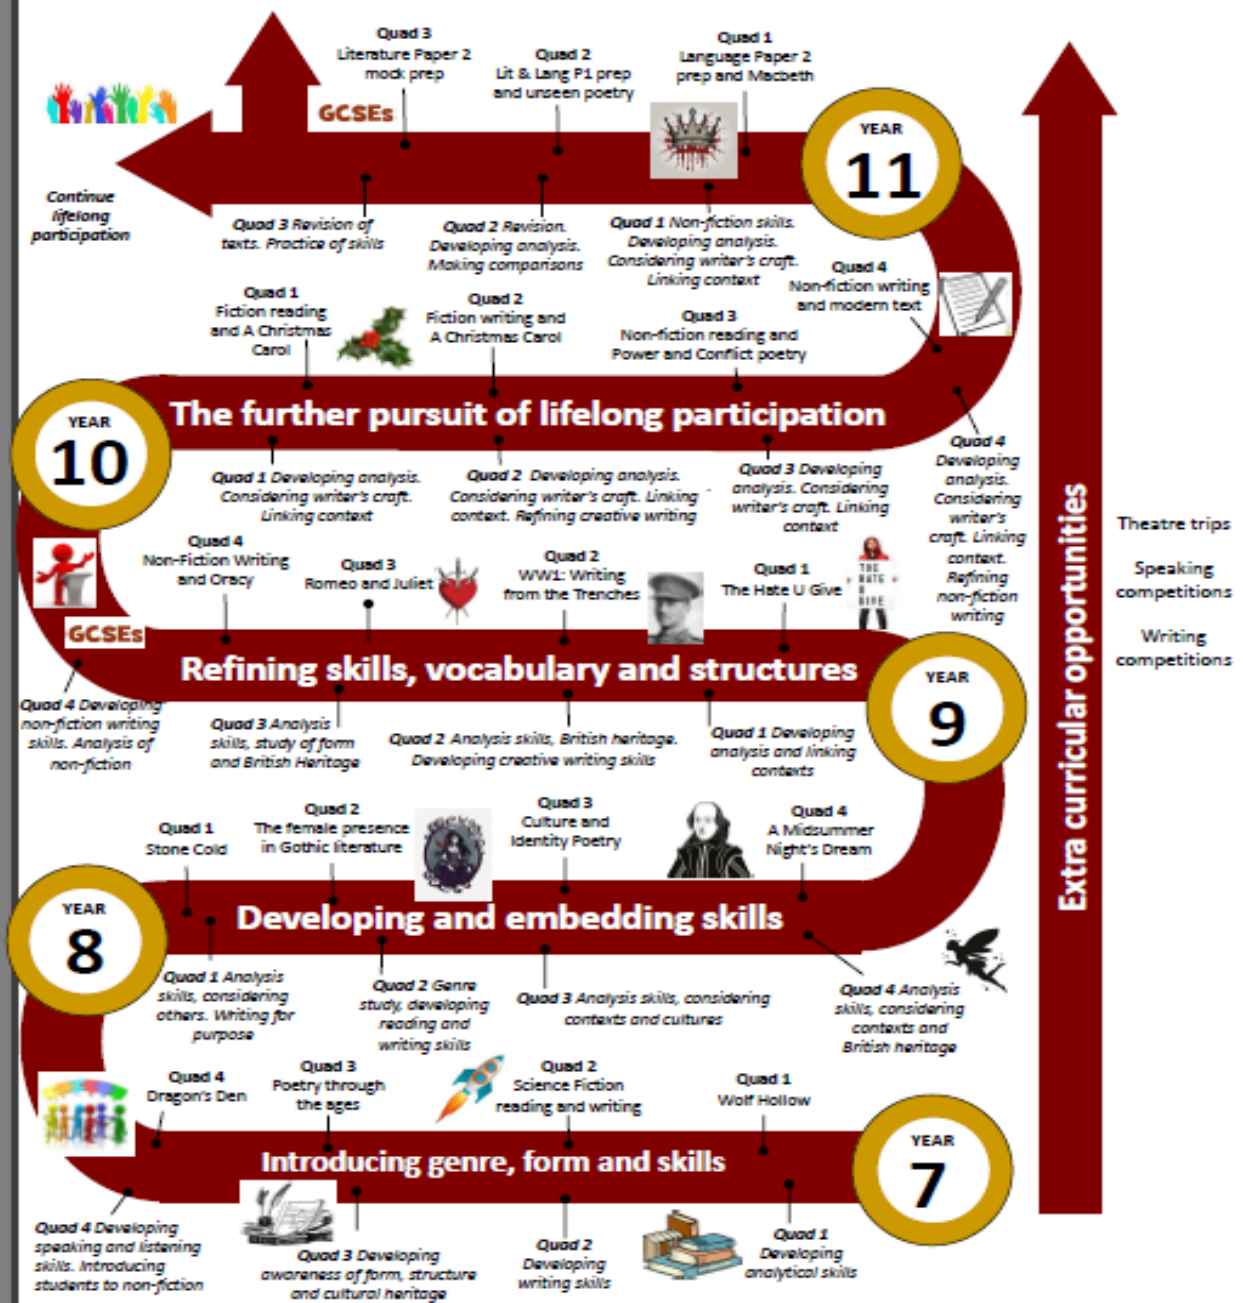 Quad 3
Literature Paper 2
mock prep
Quad 2
Lit & Lang P1 prep
and unseen poetry
Quad 1
Language Paper 2
prep and Macbeth
GCSEs
YEAR
11
Continue
lifelong
participation
Quad 3 Revision of
texts. Practice of skills
Quad 2 Revision.
Developing analysis.
Making comparisons
Quad 1 Non-fiction skills.
Developing analysis.
Considering writer's craft.
Linking context
Quad 4
Non-fiction writing
and modern text
Quad 1
Fiction reading
and A Christmas
Carol
Quad 2
Fiction writing and
A Christmas Carol
Quad 3
Non-fiction reading and
Power and Conflict poetry
YEAR
10
The further pursuit of lifelong participation
Quad 1 Developing analysis.
Considering writer's craft.
Linking context
Quad 2 Developing analysis.
Considering writer's craft. Linking
context. Refining creative writing
Quad 3 Developing
analysis. Considering
writer's craft. Linking
context
Quad 4
Developing
analysis.
Considering
writer's
craft. Linking
context.
Refining
non-fiction
writing
Quad 4
Non-Fiction Writing
and Oracy
Quad 3
Romeo and Juliet
Quad 2
WW1: Writing
from the Trenches
Quad 1
The Hate U Give
THE
HATE
U
GIVE
GCSEs
Refining skills, vocabulary and structures
YEAR
9
Quad 4 Developing
non-fiction writing
skills. Analysis of
non-fiction
Quad 3 Analysis
skills, study of form
and British Heritage
Quad 2 Analysis skills, British heritage.
Developing creative writing skills
Quad 1 Developing
analysis and linking
contexts
Quad 1
Stone Cold
Quad 2
The female presence
in Gothic literature
Quad 3
Culture and
Identity Poetry
Quad 4
A Midsummer
Night's Dream
YEAR
8
Developing and embedding skills
Quad 1 Analysis
skills, considering
others. Writing for
purpose
Quad 2 Genre
study, developing
reading and
writing skills
Quad 3 Analysis skills, considering
contexts and cultures
Quad 4 Analysis
skills, considering
contexts and
British heritage
Quad 4
Dragon's Den
Quad 3
Poetry through
the ages
Quad 2
Science Fiction
reading and writing
Quad 1
Wolf Hollow
Introducing genre, form and skills
YEAR
7
Quad 4 Developing
speaking and listening
skills. Introducing
students to non-fiction
Quad 3 Developing
awareness of form, structure
and cultural heritage
Quad 2
Developing
writing skills
Quad 1
Developing
analytical skills
Extra curricular opportunities
Theatre trips
Speaking
competitions
Writing
competitions